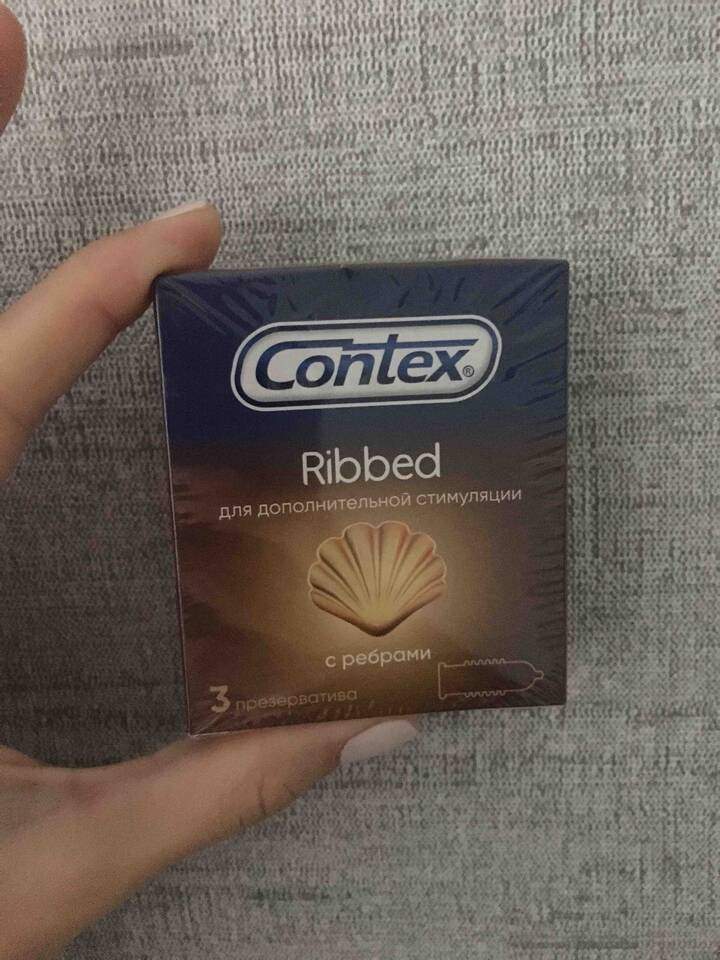 Contex®
Ribbed
для дополнительной стимуляции
с ребрами
3 презерватива